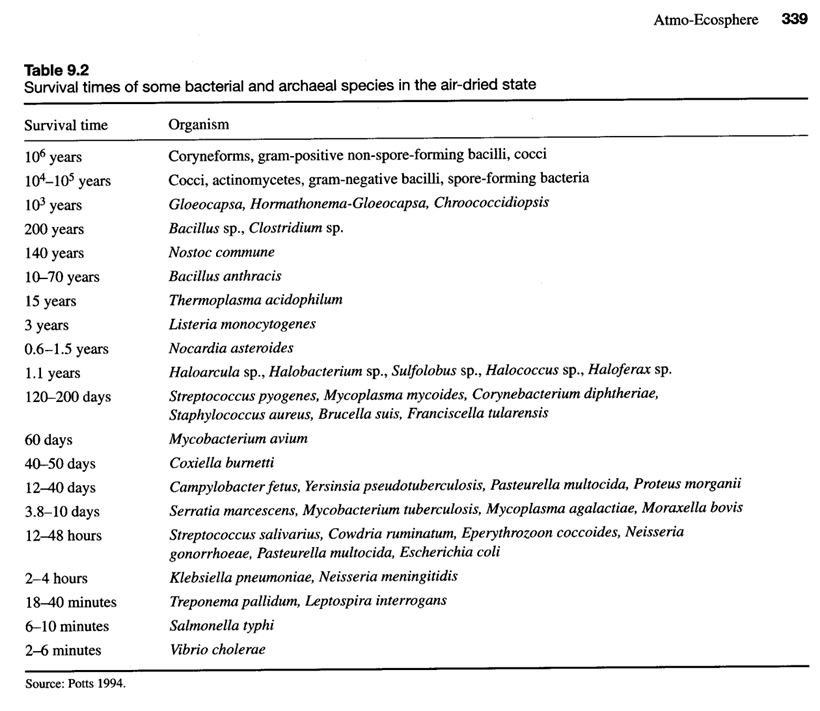 Atmo-Ecosphere 339
Table 9.2
Survival times of some bacterial and archaeal species in the air-dried state
Survival time Organism
10⁶ years Coryneforms, gram-positive non-spore-forming bacilli, cocci
10⁴–10⁵ years Cocci, actinomycetes, gram-negative bacilli, spore-forming bacteria
10³ years Gloeocapsa, Hormathonema-Gloeocapsa, Chroococcidiopsis
200 years Bacillus sp., Clostridium sp.
140 years Nostoc commune
10–70 years Bacillus anthracis
15 years Thermoplasma acidophilum
3 years Listeria monocytogenes
0.6–1.5 years Nocardia asteroides
1.1 years Haloarcula sp., Halobacterium sp., Sulfolobus sp., Halococcus sp., Haloferax sp.
120–200 days Streptococcus pyogenes, Mycoplasma mycoides, Corynebacterium diphtheriae,
Staphylococcus aureus, Brucella suis, Franciscella tularensis
60 days Mycobacterium avium
40–50 days Coxiella burnetti
12–40 days Campylobacter fetus, Yersinsia pseudotuberculosis, Pasteurella multocida, Proteus morganii
3.8–10 days Serratia marcescens, Mycobacterium tuberculosis, Mycoplasma agalactiae, Moraxella bovis
12–48 hours Streptococcus salivarius, Cowdria ruminatum, Eperythrozoon coccoides, Neisseria
gonorrhoeae, Pasteurella multocida, Escherichia coli
2–4 hours Klebsiella pneumoniae, Neisseria meningitidis
18–40 minutes Treponema pallidum, Leptospira interrogans
6–10 minutes Salmonella typhi
2–6 minutes Vibrio cholerae
Source: Potts 1994.